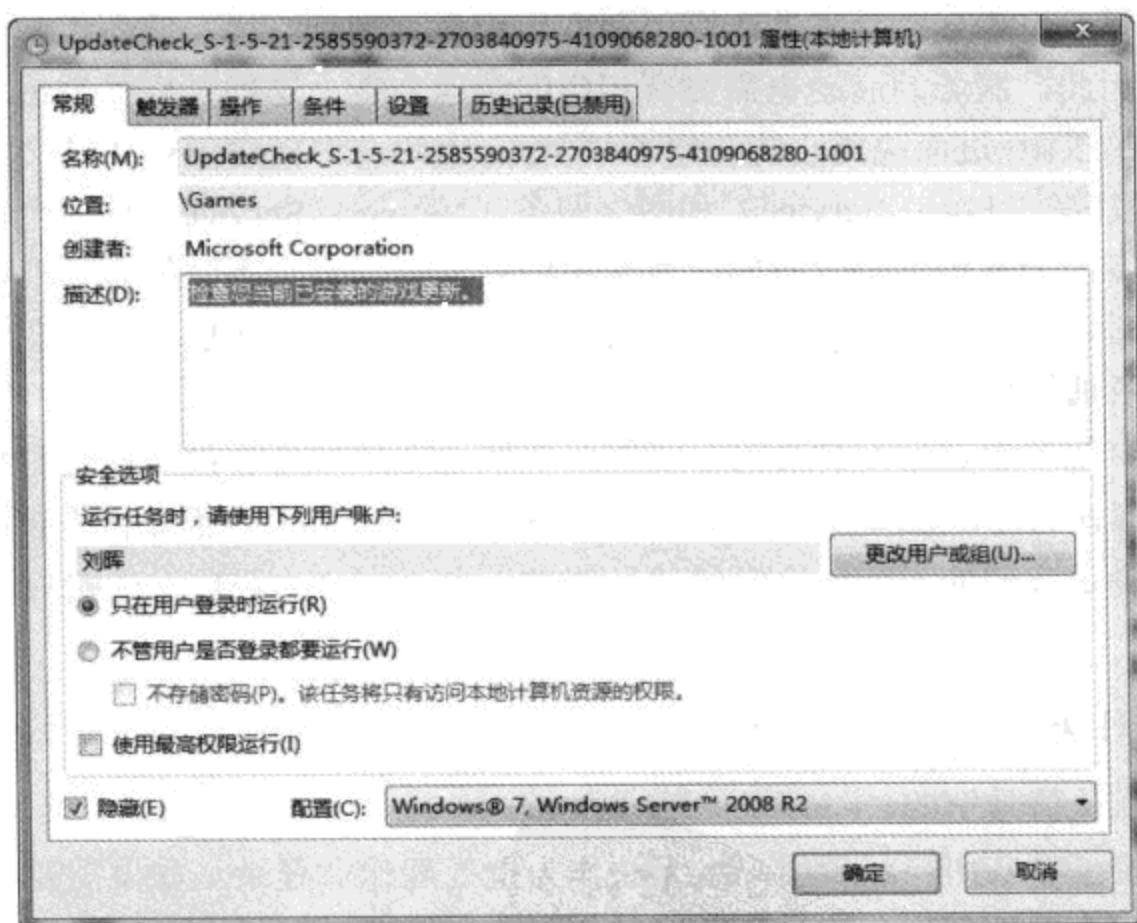 UpdateCheck_S-1-5-21-2585590372-2703840975-4109068280-1001 属性(本地计算机)
常规 触发器 操作 条件 设置 历史记录(已禁用)
名称(M): UpdateCheck_S-1-5-21-2585590372-2703840975-4109068280-1001
位置: \Games
创建者: Microsoft Corporation
描述(D): 检查您当前已安装的游戏更新。
安全选项
运行任务时，请使用下列用户账户:
刘晖 更改用户或组(U)...
只在用户登录时运行(R)
不管用户是否登录都要运行(W)
不存储密码(P)。该任务将只有访问本地计算机资源的权限。
使用最高权限运行(I)
隐藏(E) 配置(C): Windows® 7, Windows Server™ 2008 R2
确定 取消